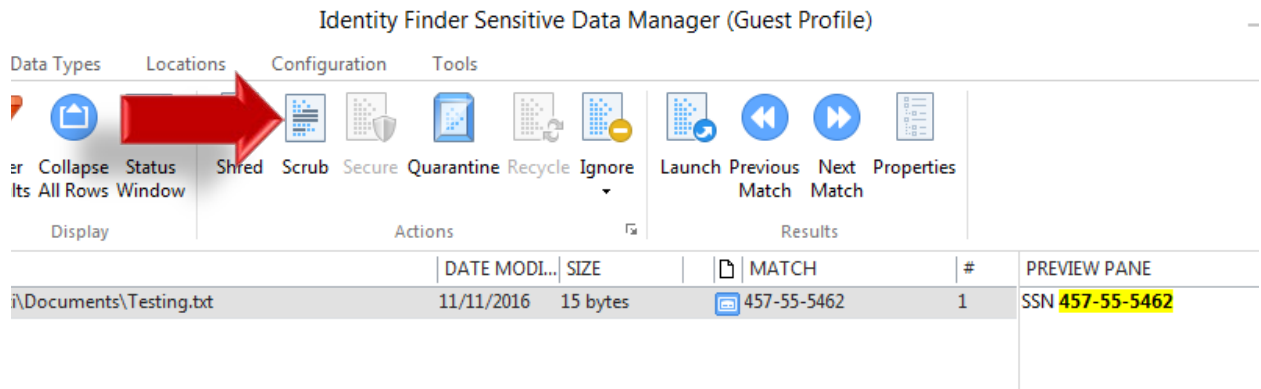 Identity Finder Sensitive Data Manager (Guest Profile)
Data Types Locations Configuration Tools
er Collapse Status Shred Scrub Secure Quarantine Recycle Ignore Launch Previous Next Properties
lts All Rows Window Match Match
Display Actions Results
DATE MODI... SIZE MATCH # PREVIEW PANE
i\Documents\Testing.txt 11/11/2016 15 bytes 457-55-5462 1 SSN 457-55-5462